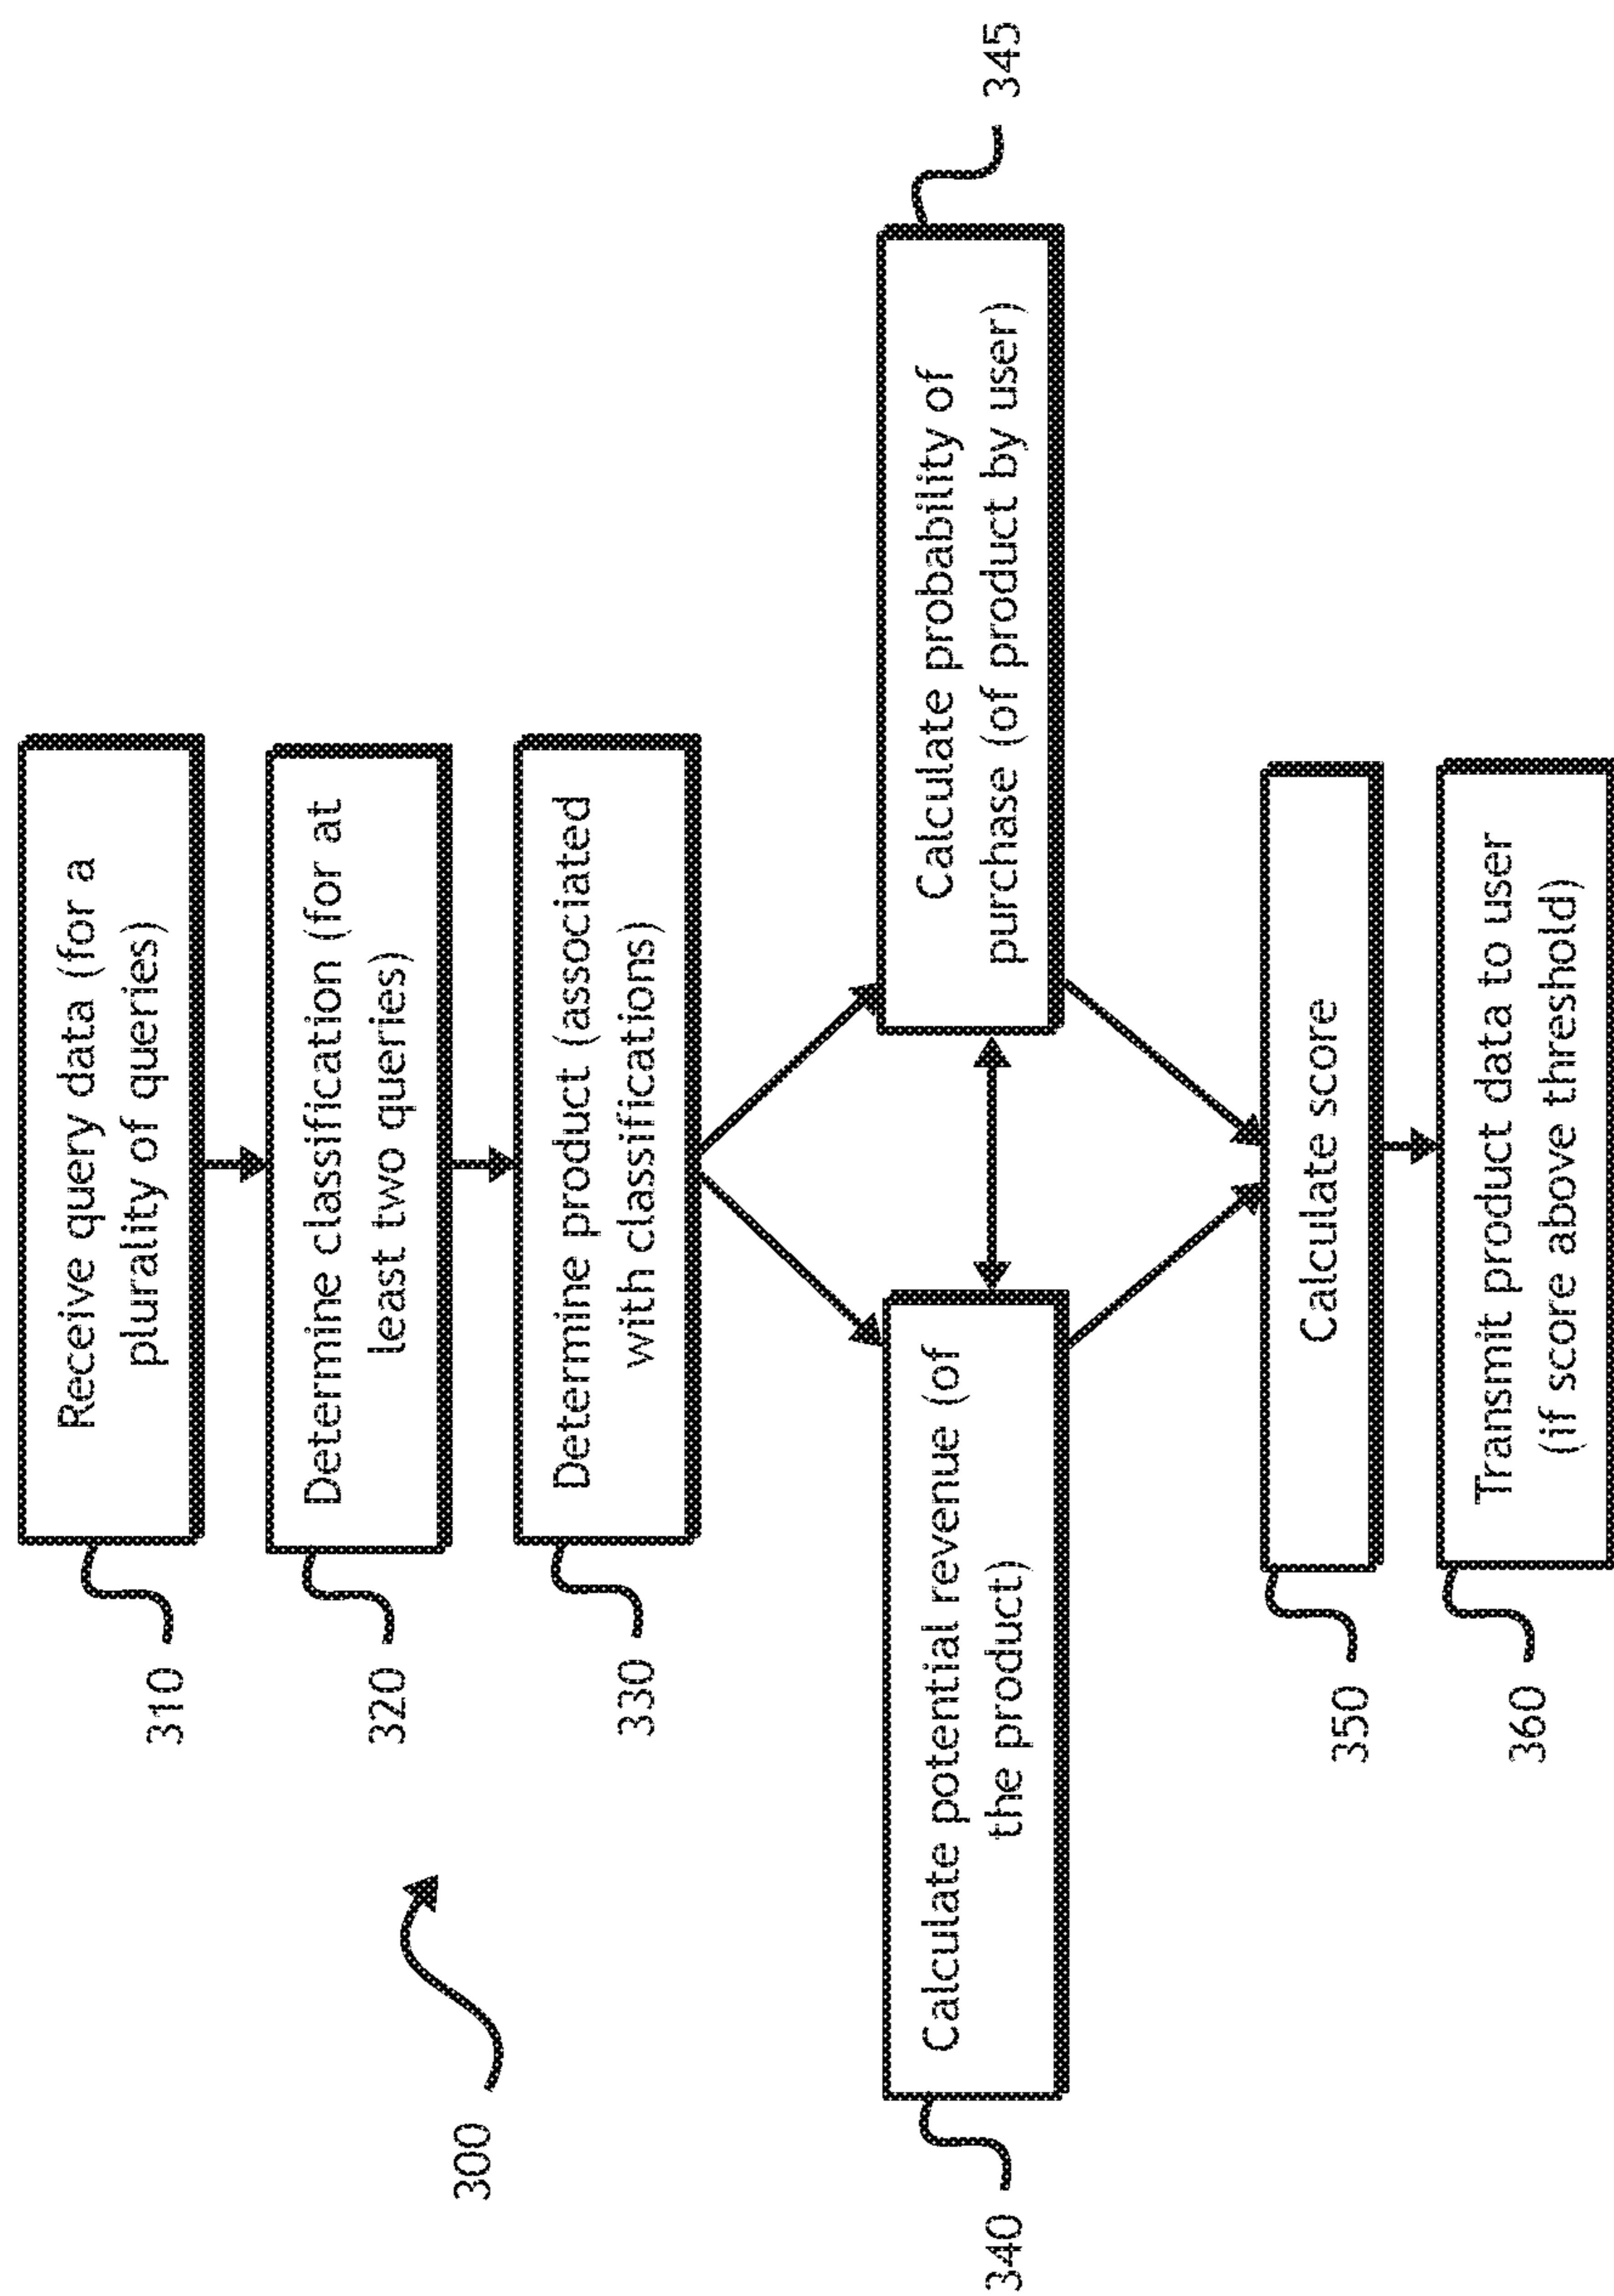 310
Receive query data (for a
plurality of queries)
320
Determine classification (for at
least two queries)
330
Determine product (associated
with classifications)
300
340
Calculate potential revenue (of
the product)
Calculate probability of
purchase (of product by user)
345
350
Calculate score
360
Transmit product data to user
(if score above threshold)